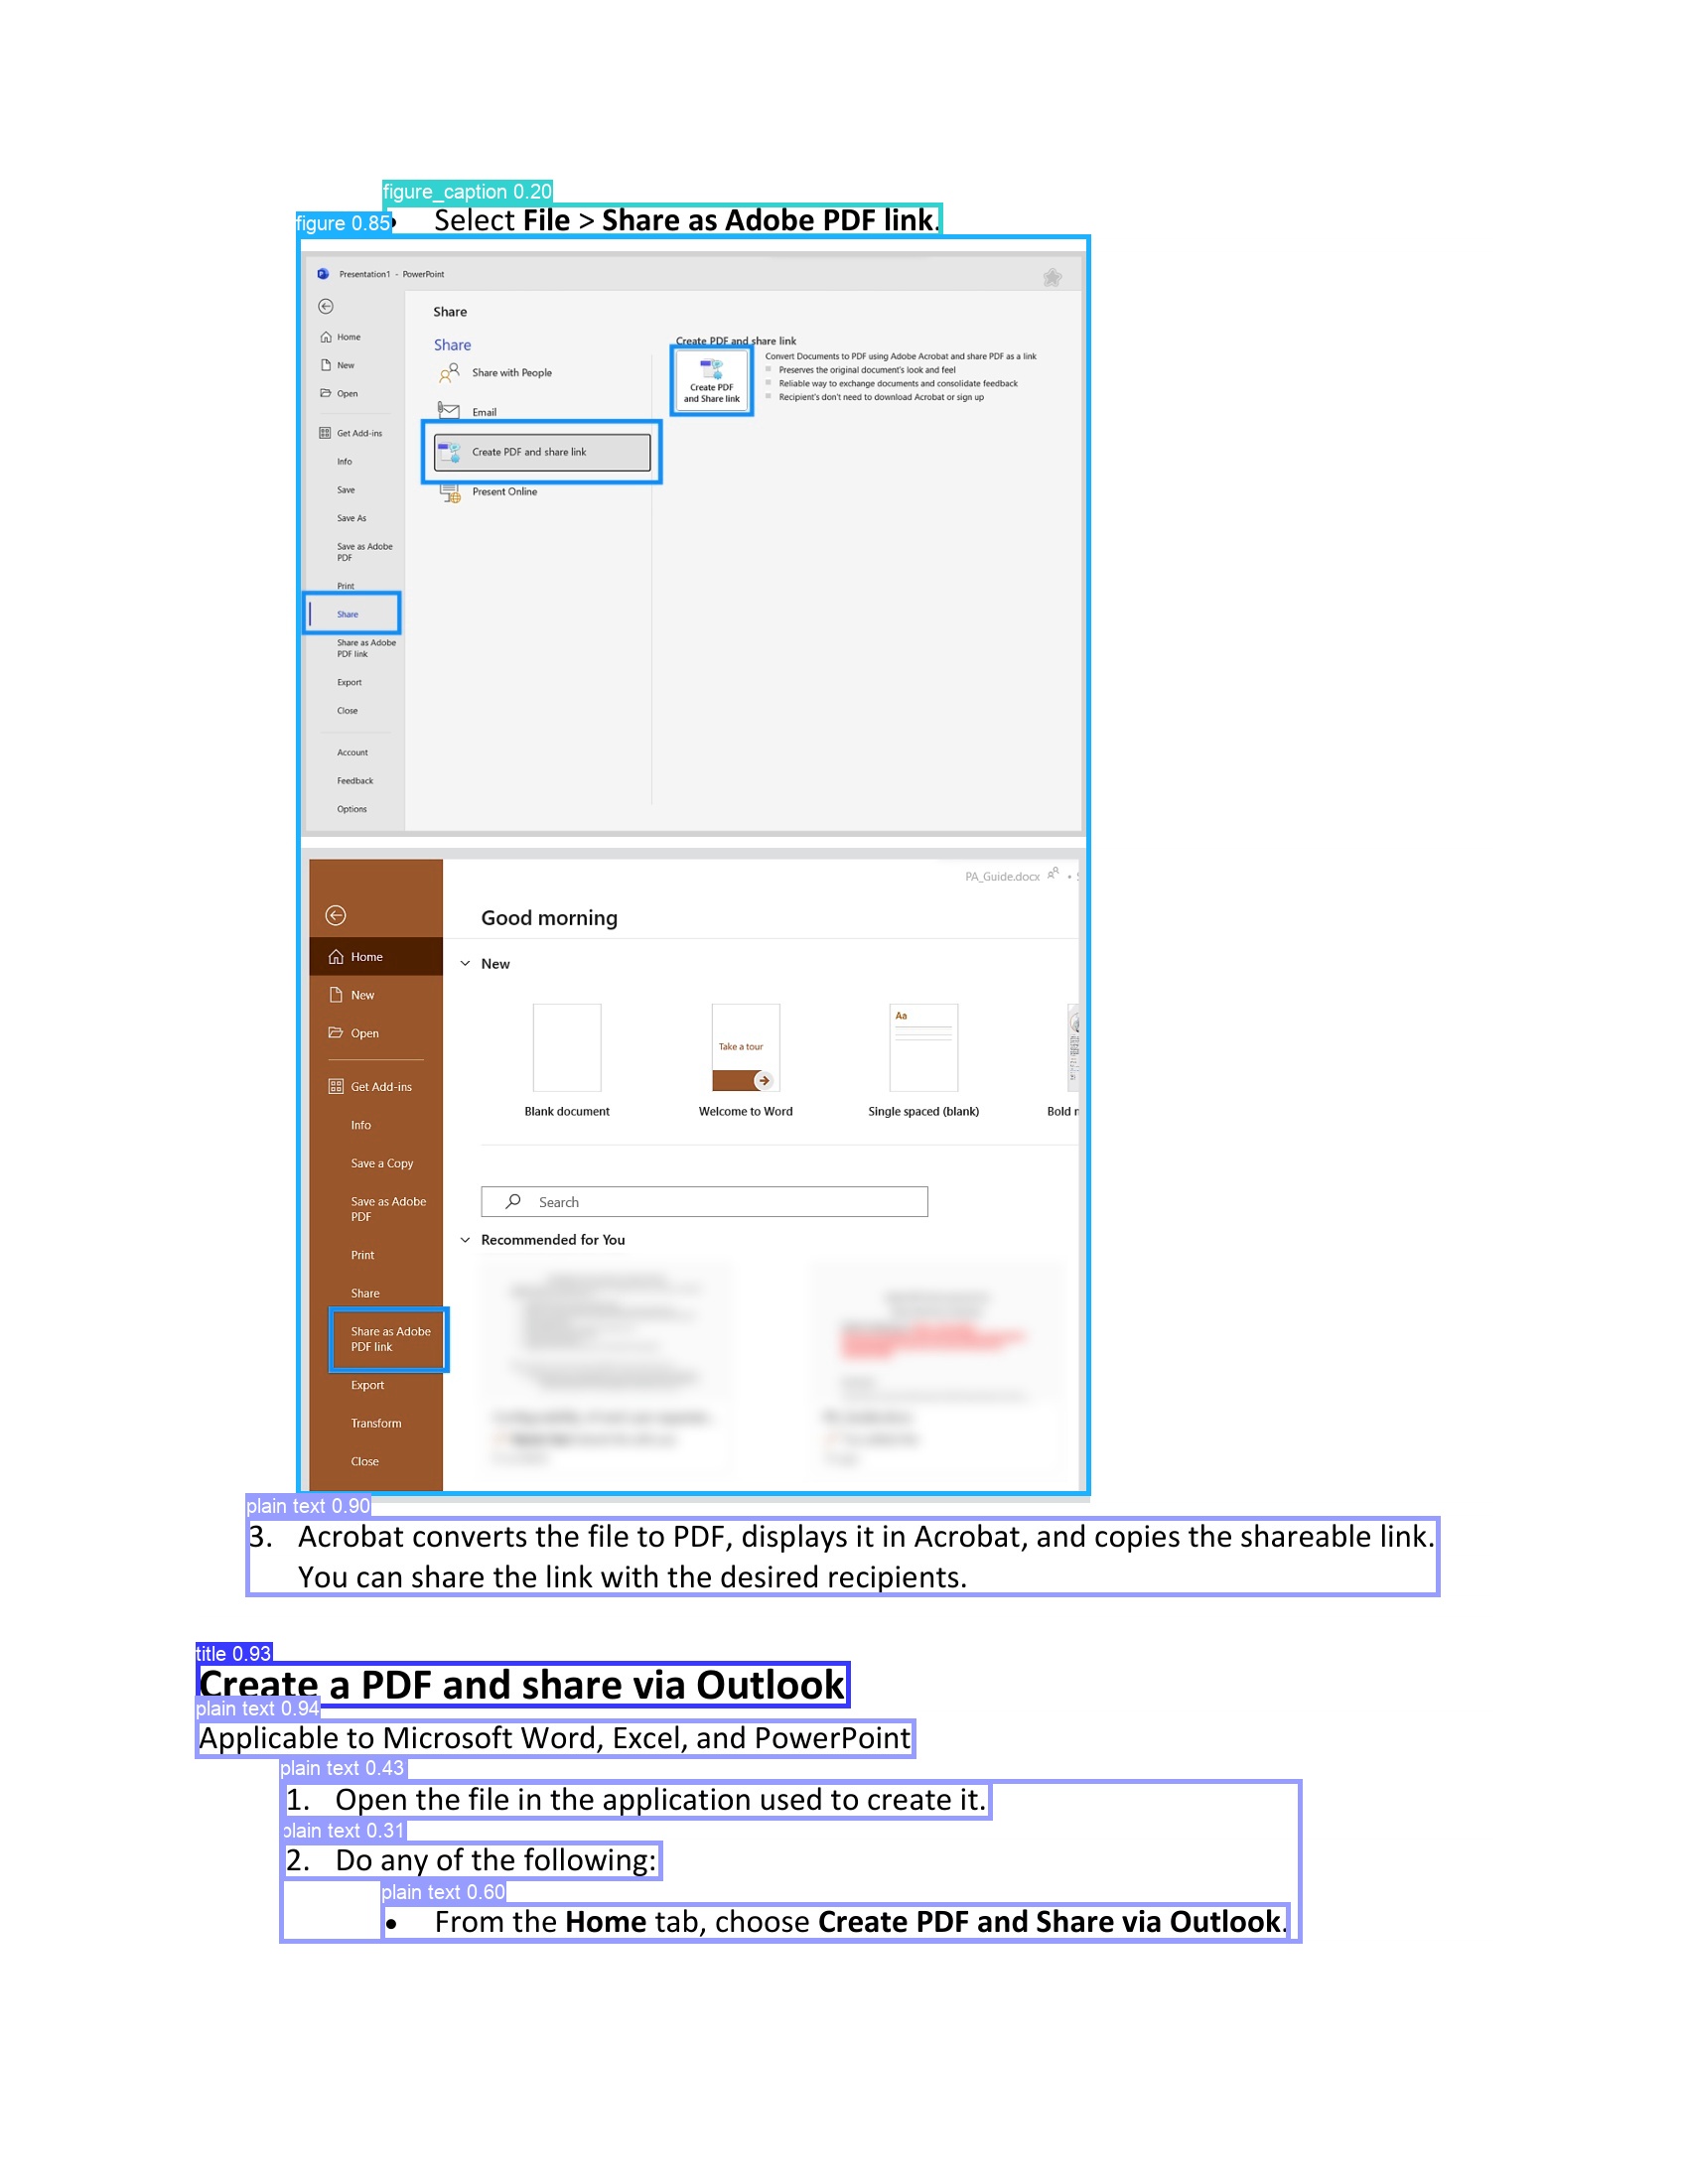 figure_caption 0.20
figure 0.85
• Select File > Share as Adobe PDF link.
Presentation1 - PowerPoint
Home
New
Open
Get Add-ins
Info
Save
Save As
Save as Adobe
PDF
Print
Share
Share as Adobe
PDF link
Export
Close
Account
Feedback
Options
Share
Share
Share with People
Email
Create PDF and share link
Present Online
Create PDF and share link
Create PDF
and Share link
Convert Documents to PDF using Adobe Acrobat and share PDF as a link
Preserves the original document's look and feel
Reliable way to exchange documents and consolidate feedback
Recipient's don't need to download Acrobat or sign up
PA_Guide.docx
Home
New
Open
Get Add-ins
Info
Save a Copy
Save as Adobe
PDF
Print
Share
Share as Adobe
PDF link
Export
Transform
Close
Good morning
New
Take a tour
Aa
Blank document
Welcome to Word
Single spaced (blank)
Bold
Search
Recommended for You
plain text 0.90
3. Acrobat converts the file to PDF, displays it in Acrobat, and copies the shareable link.
You can share the link with the desired recipients.
title 0.93
Create a PDF and share via Outlook
plain text 0.94
Applicable to Microsoft Word, Excel, and PowerPoint
plain text 0.43
1. Open the file in the application used to create it.
plain text 0.31
2. Do any of the following:
plain text 0.60
• From the Home tab, choose Create PDF and Share via Outlook.